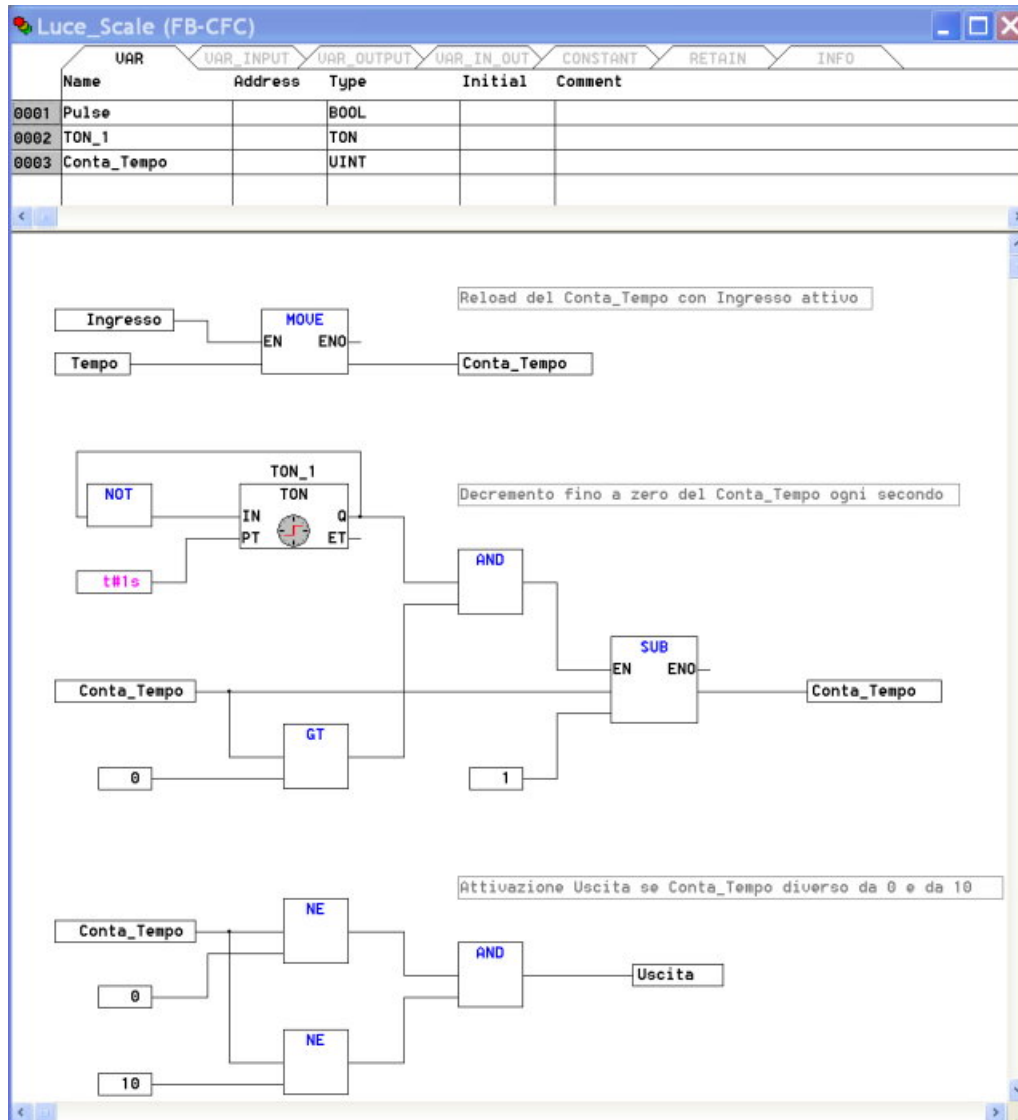 Luce_Scale (FB-CFC)
VAR VAR_INPUT VAR_OUTPUT VAR_IN_OUT CONSTANT RETAIN INFO
Name Address Type Initial Comment
0001 Pulse BOOL
0002 TON_1 TON
0003 Conta_Tempo UINT
Reload del Conta_Tempo con Ingresso attivo
Ingresso MOVE
EN ENO
Tempo Conta_Tempo
TON_1
NOT TON Decremento fino a zero del Conta_Tempo ogni secondo
IN Q
PT ET
AND
t#1s
SUB
EN ENO
Conta_Tempo Conta_Tempo
GT
0 1
Attivazione Uscita se Conta_Tempo diverso da 0 e da 10
NE
Conta_Tempo
AND
Uscita
0
NE
10